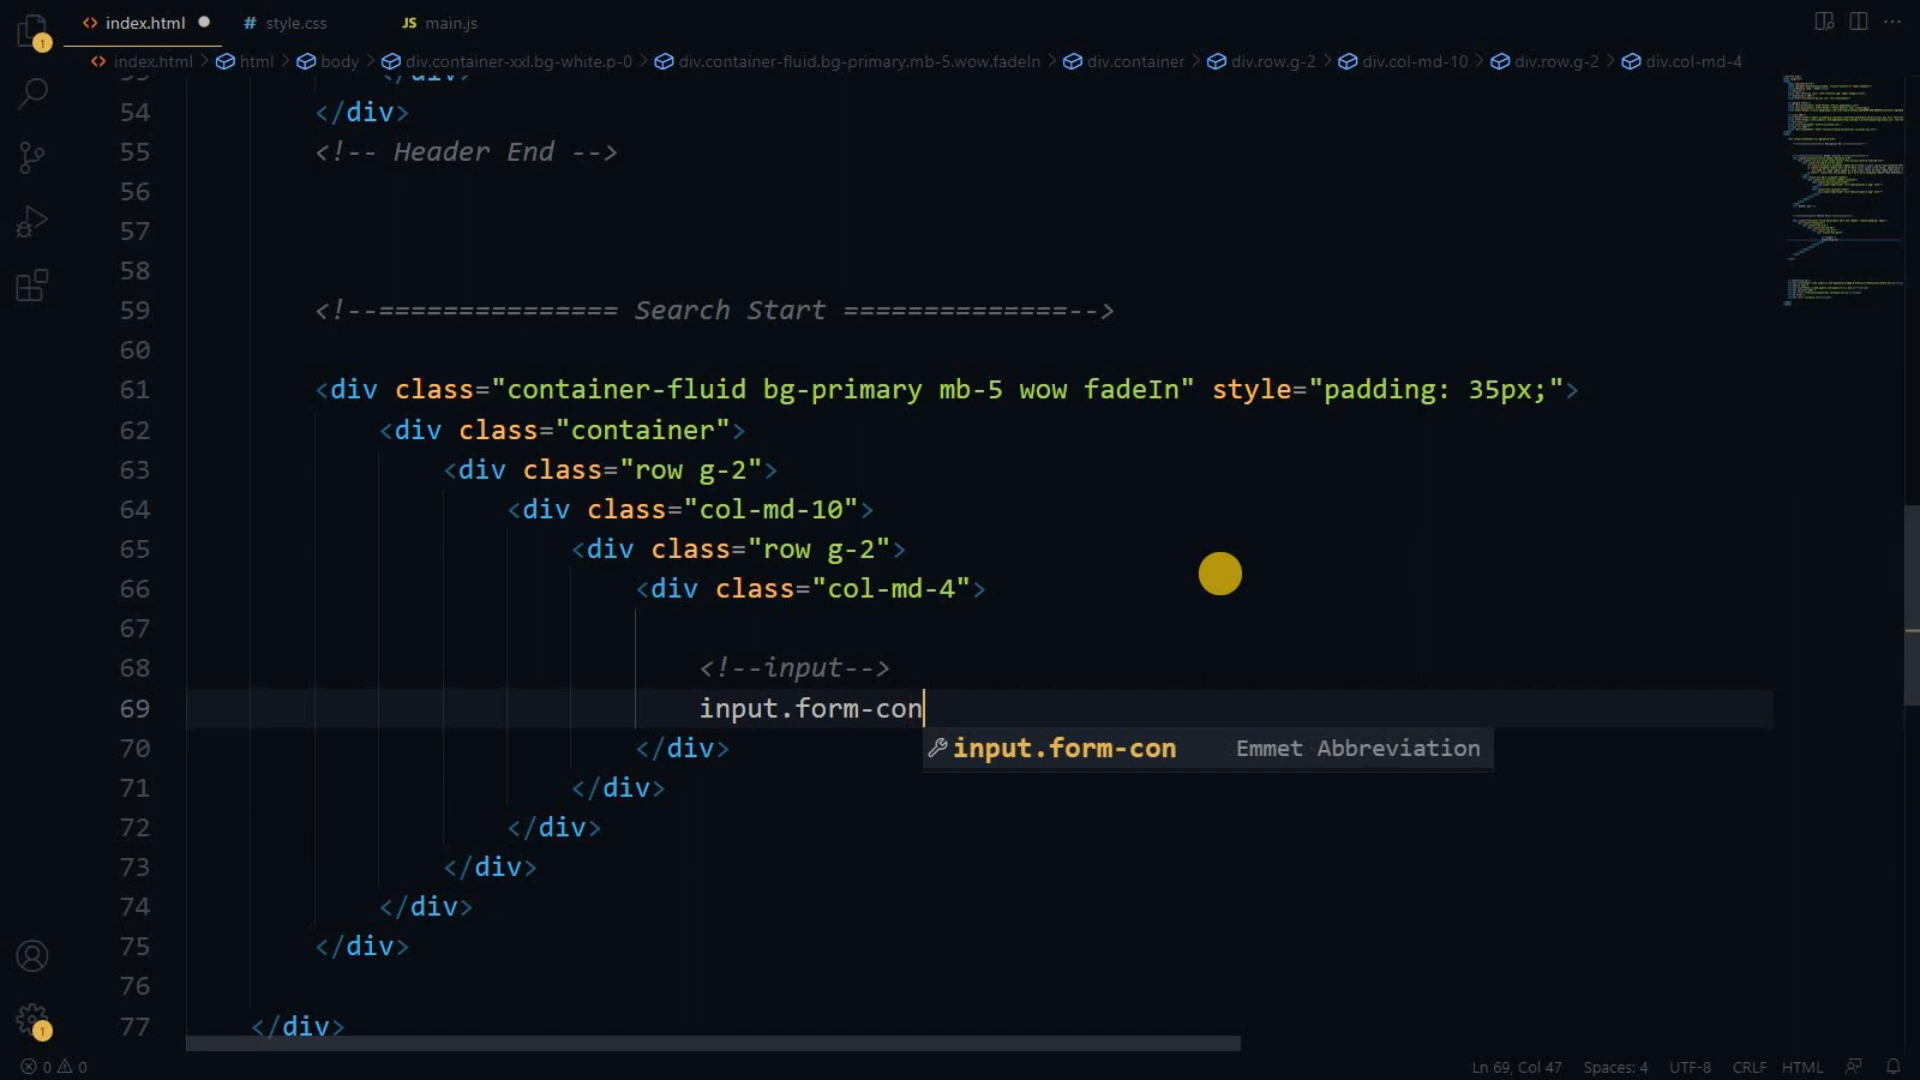 index.html
# style.css
JS main.js
index.html > html > body > div.container-xxl.bg-white.p-0 > div.container-fluid.bg-primary.mb-5.wow.fadeIn > div.container > div.row.g-2 > div.col-md-10 > div.row.g-2 > div.col-md-4
54 </div>
55 <!-- Header End -->
56
57
58
59 <!--=============== Search Start ==============-->
60
61 <div class="container-fluid bg-primary mb-5 wow fadeIn" style="padding: 35px;">
62 <div class="container">
63 <div class="row g-2">
64 <div class="col-md-10">
65 <div class="row g-2">
66 <div class="col-md-4">
67
68 <!--input-->
69 input.form-con
70 </div>
input.form-con Emmet Abbreviation
71 </div>
72 </div>
73 </div>
74 </div>
75 </div>
76
77 </div>
1
1
0 0
Ln 69, Col 47 Spaces: 4 UTF-8 CRLF HTML